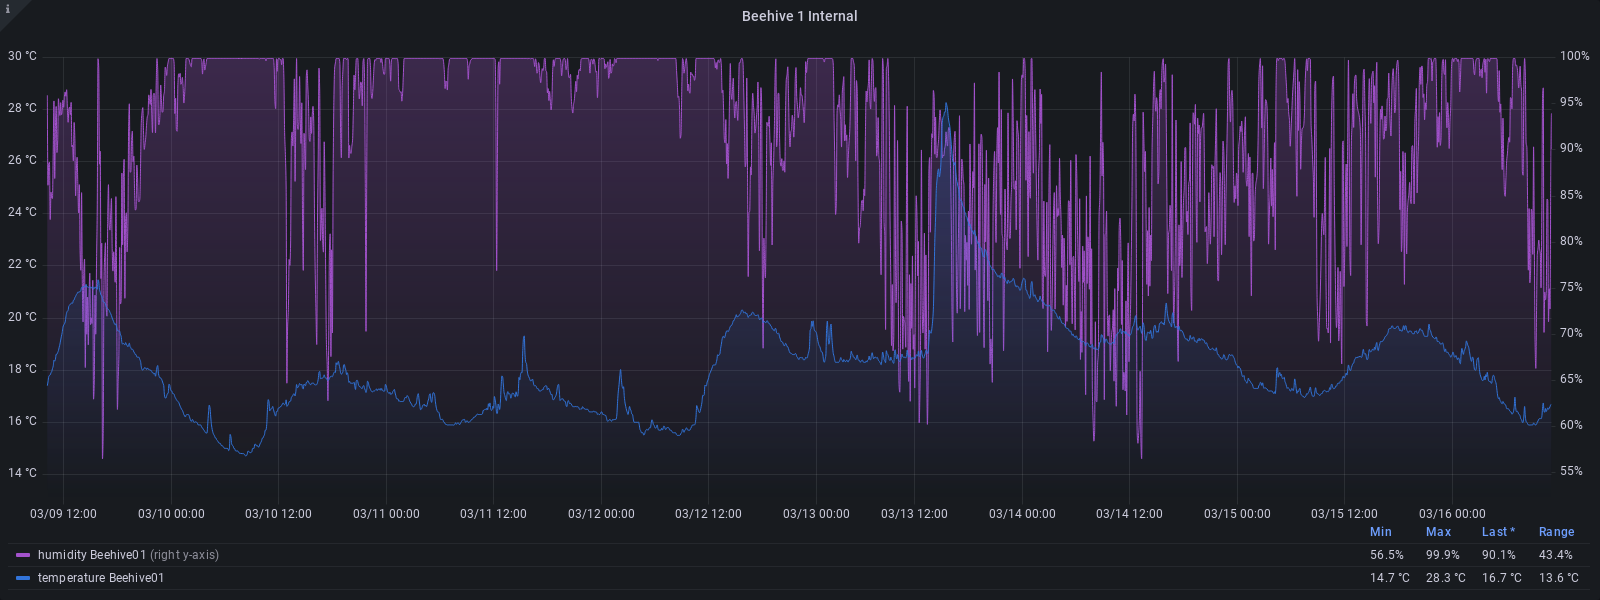 i
Beehive 1 Internal
30 °C
28 °C
26 °C
24 °C
22 °C
20 °C
18 °C
16 °C
14 °C
100%
95%
90%
85%
80%
75%
70%
65%
60%
55%
03/09 12:00 03/10 00:00 03/10 12:00 03/11 00:00 03/11 12:00 03/12 00:00 03/12 12:00 03/13 00:00 03/13 12:00 03/14 00:00 03/14 12:00 03/15 00:00 03/15 12:00 03/16 00:00
Min Max Last * Range
humidity Beehive01 (right y-axis) 56.5% 99.9% 90.1% 43.4%
temperature Beehive01 14.7 °C 28.3 °C 16.7 °C 13.6 °C